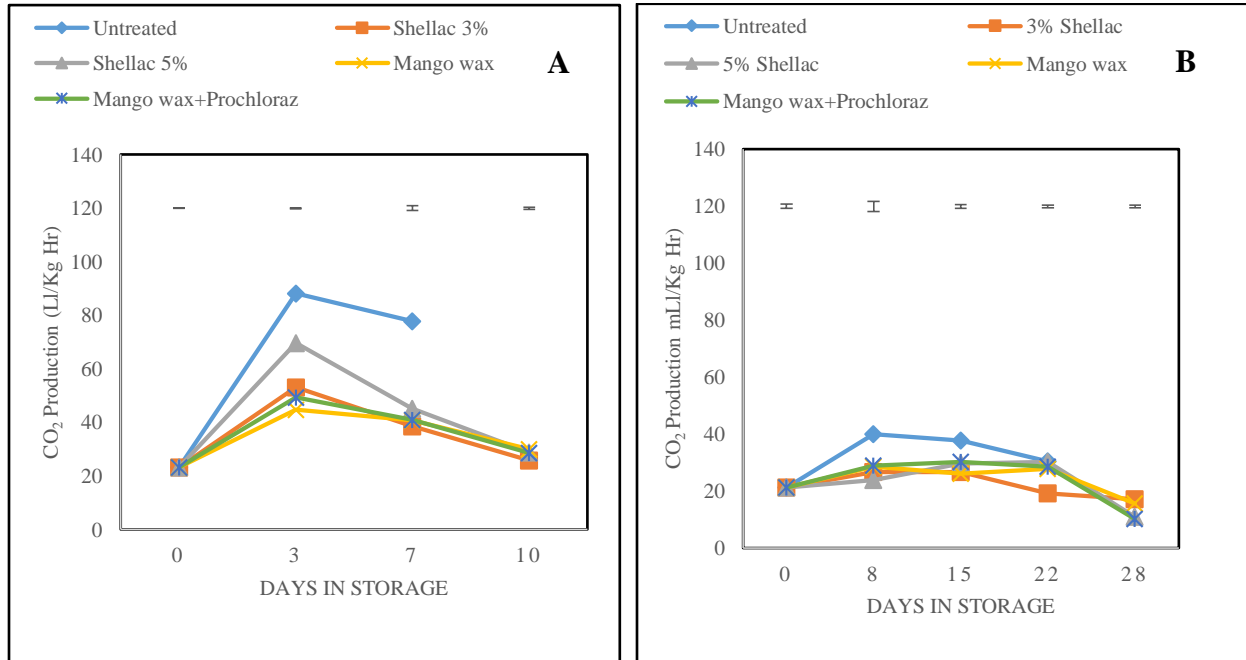 Untreated
Shellac 3%
Shellac 5%
Mango wax
Mango wax+Prochloraz
A
140
120
100
80
60
40
20
0
CO₂ Production (Ll/Kg Hr)
0 3 7 10
DAYS IN STORAGE
Untreated
3% Shellac
5% Shellac
Mango wax
Mango wax+Prochloraz
B
140
120
100
80
60
40
20
0
CO₂ Production mLl/Kg Hr)
0 8 15 22 28
DAYS IN STORAGE